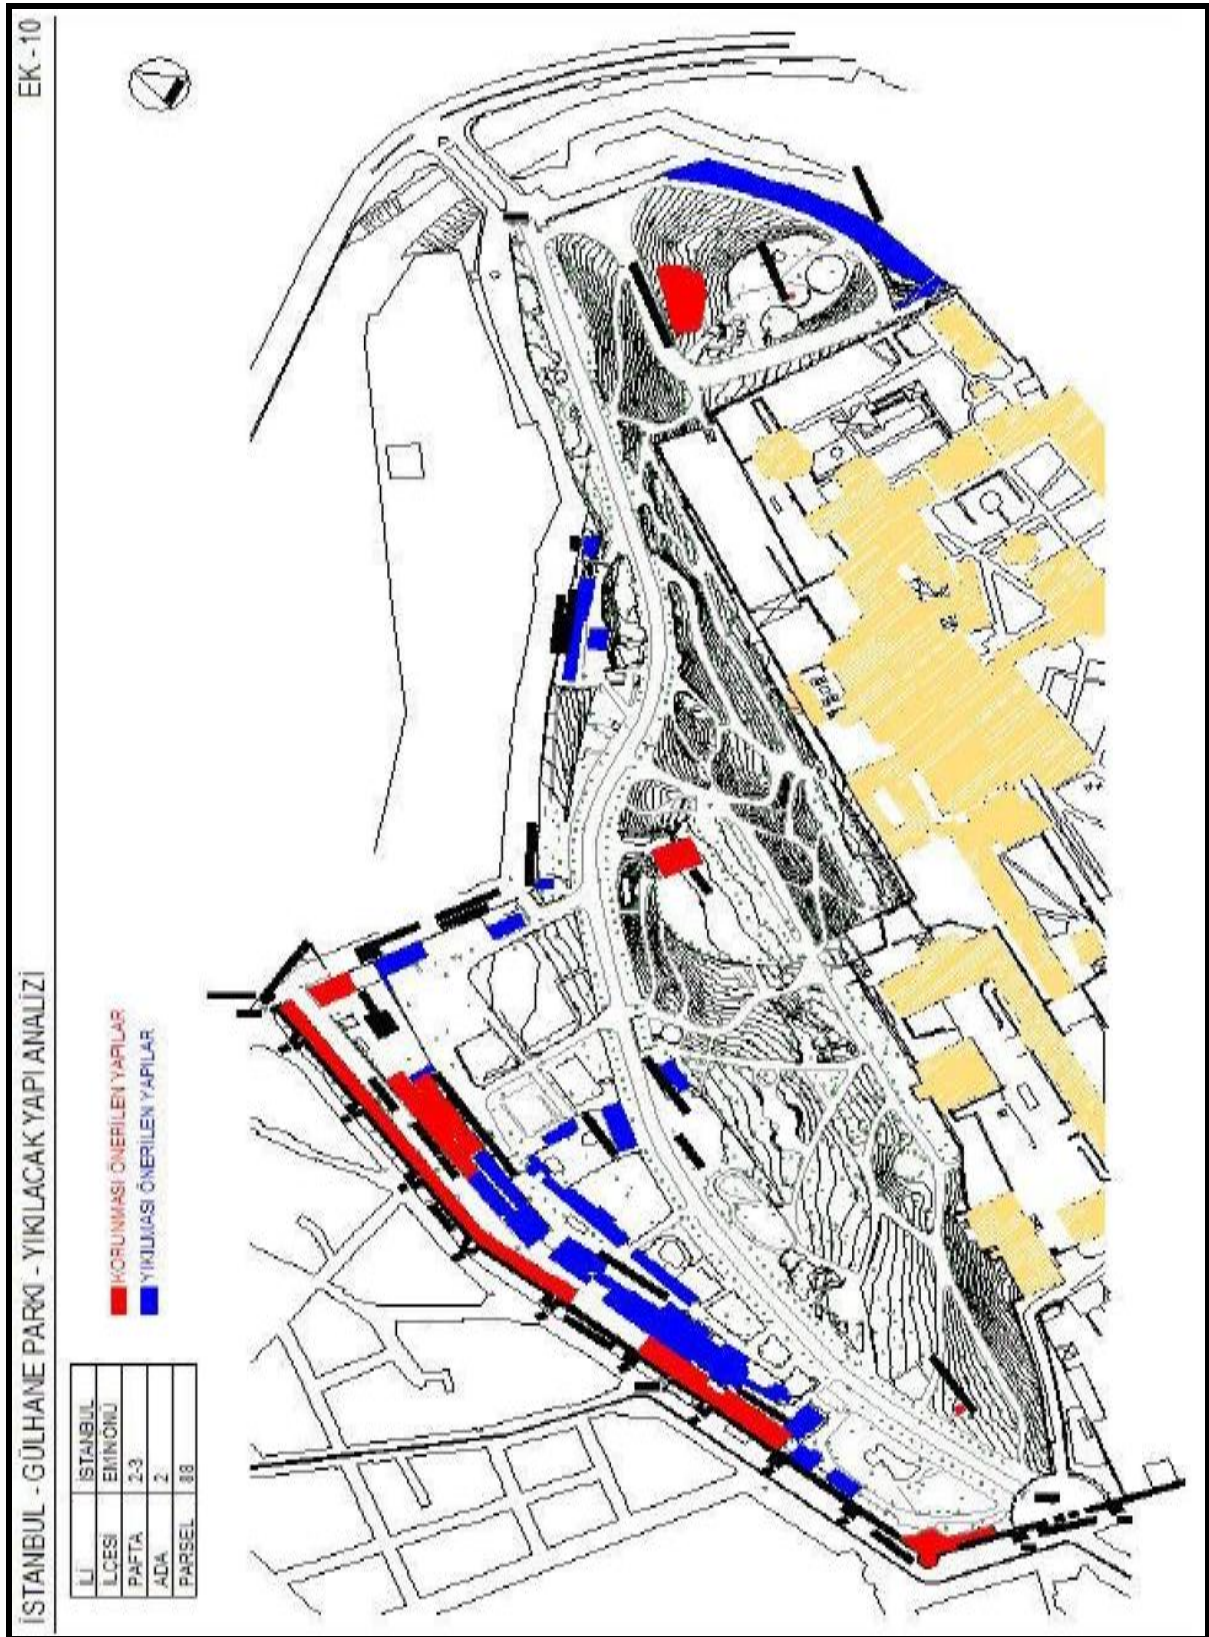 İSTANBUL - GÜLHANE PARKI - YIKILACAK YAPI ANALİZİ EK -10
İLİ İSTANBUL
İLÇESİ EMİNÖNÜ
PAFTA 2-3
ADA 2
PARSEL 88
KORUNMASI ÖNERİLEN YAPILAR
YIKILMASI ÖNERİLEN YAPILAR